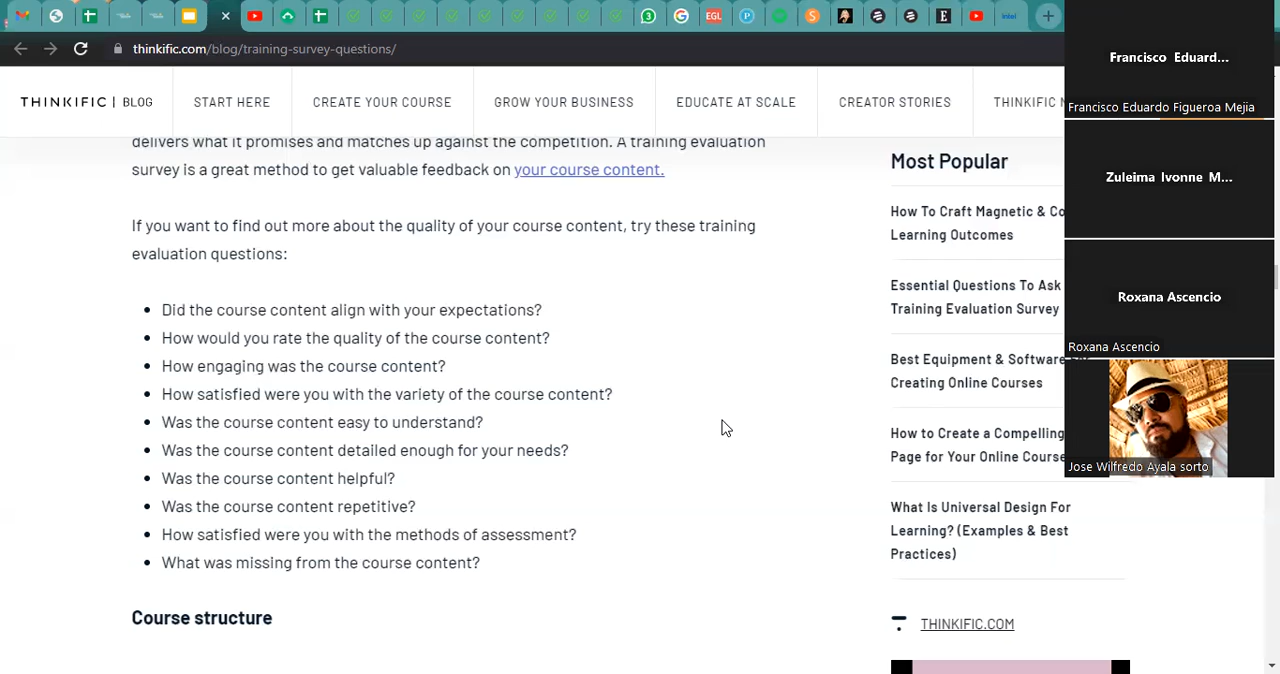 EGL
thinkific.com/blog/training-survey-questions/
THINKIFIC | BLOG
START HERE
CREATE YOUR COURSE
GROW YOUR BUSINESS
EDUCATE AT SCALE
CREATOR STORIES
THINKIFIC
delivers what it promises and matches up against the competition. A training evaluation
survey is a great method to get valuable feedback on your course content.
If you want to find out more about the quality of your course content, try these training
evaluation questions:
• Did the course content align with your expectations?
• How would you rate the quality of the course content?
• How engaging was the course content?
• How satisfied were you with the variety of the course content?
• Was the course content easy to understand?
• Was the course content detailed enough for your needs?
• Was the course content helpful?
• Was the course content repetitive?
• How satisfied were you with the methods of assessment?
• What was missing from the course content?
Course structure
Most Popular
How To Craft Magnetic & Co
Learning Outcomes
Essential Questions To Ask
Training Evaluation Survey
Best Equipment & Software
Creating Online Courses
How to Create a Compelling
Page for Your Online Course
What Is Universal Design For
Learning? (Examples & Best
Practices)
THINKIFIC.COM
Francisco Eduard...
Francisco Eduardo Figueroa Mejia
Zuleima Ivonne M...
Roxana Ascencio
Roxana Ascencio
Jose Wilfredo Ayala sorto